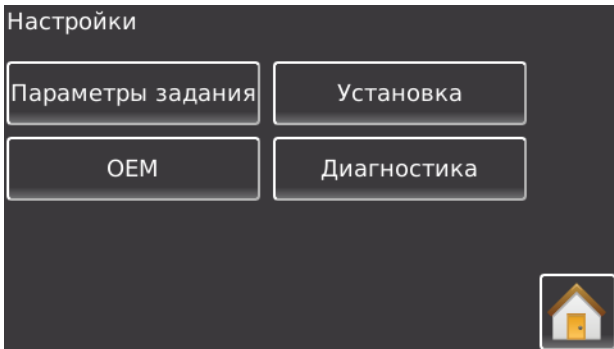 Настройки
Параметры задания
Установка
OEM
Диагностика